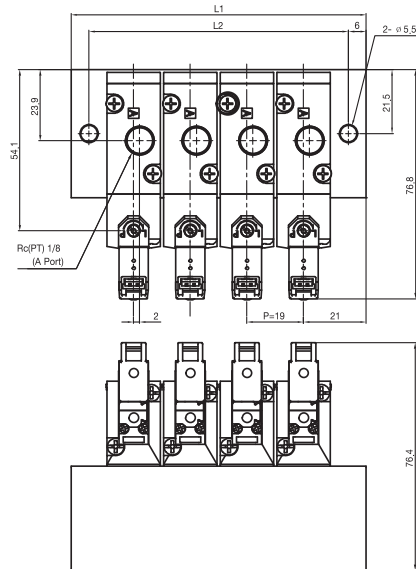 L1
L2
6
2- ø 5,5
23,9
54,1
21,5
76,8
A A A A
Rc(PT) 1/8
(A Port)
2
P=19
21
76,4